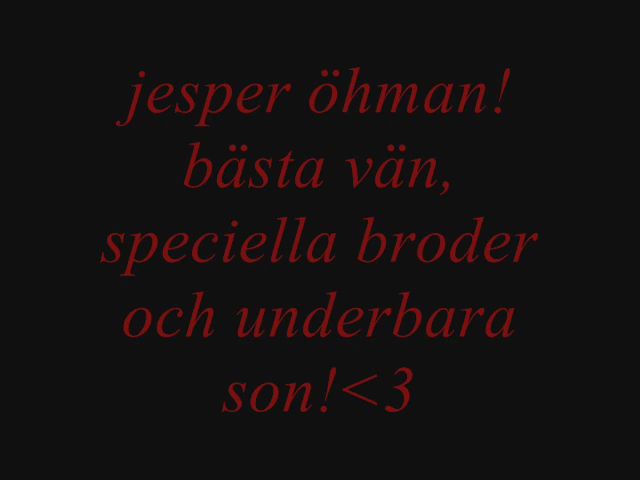 jesper öhman!
bästa vän,
speciella broder
och underbara
son!<3